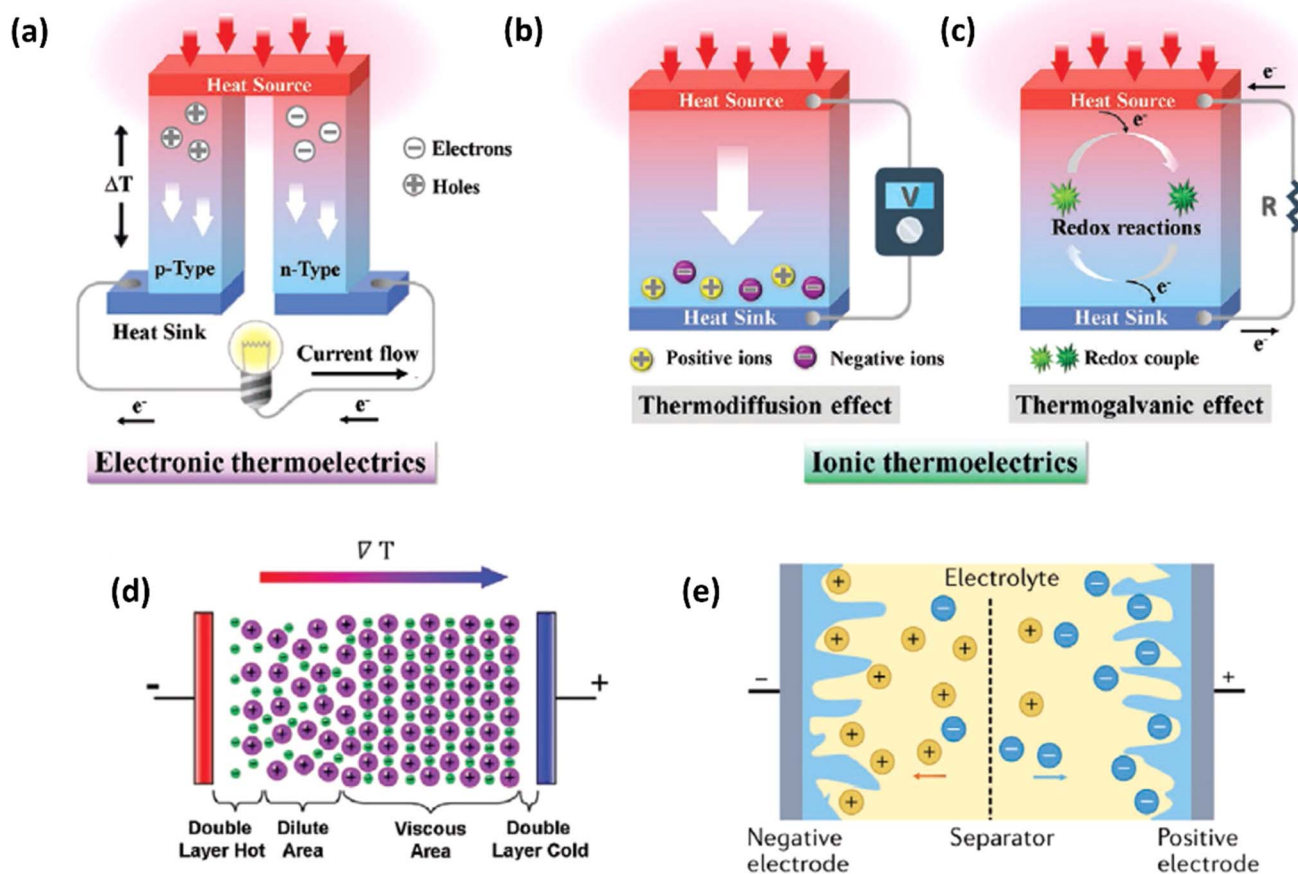 (a)
Heat Source
ΔT
⊖ Electrons
⊕ Holes
p-Type
n-Type
Heat Sink
Current flow
e-
e-
Electronic thermoelectrics
(b)
Heat Source
V
Heat Sink
Positive ions
Negative ions
Thermodiffusion effect
(c)
e-
Heat Source
e-
Redox reactions
R
e-
Heat Sink
e-
Redox couple
Thermogalvanic effect
Ionic thermoelectrics
(d)
∇ T
-
+
Double
Layer Hot
Dilute
Area
Viscous
Area
Double
Layer Cold
(e)
Electrolyte
−
+
Negative
electrode
Separator
Positive
electrode